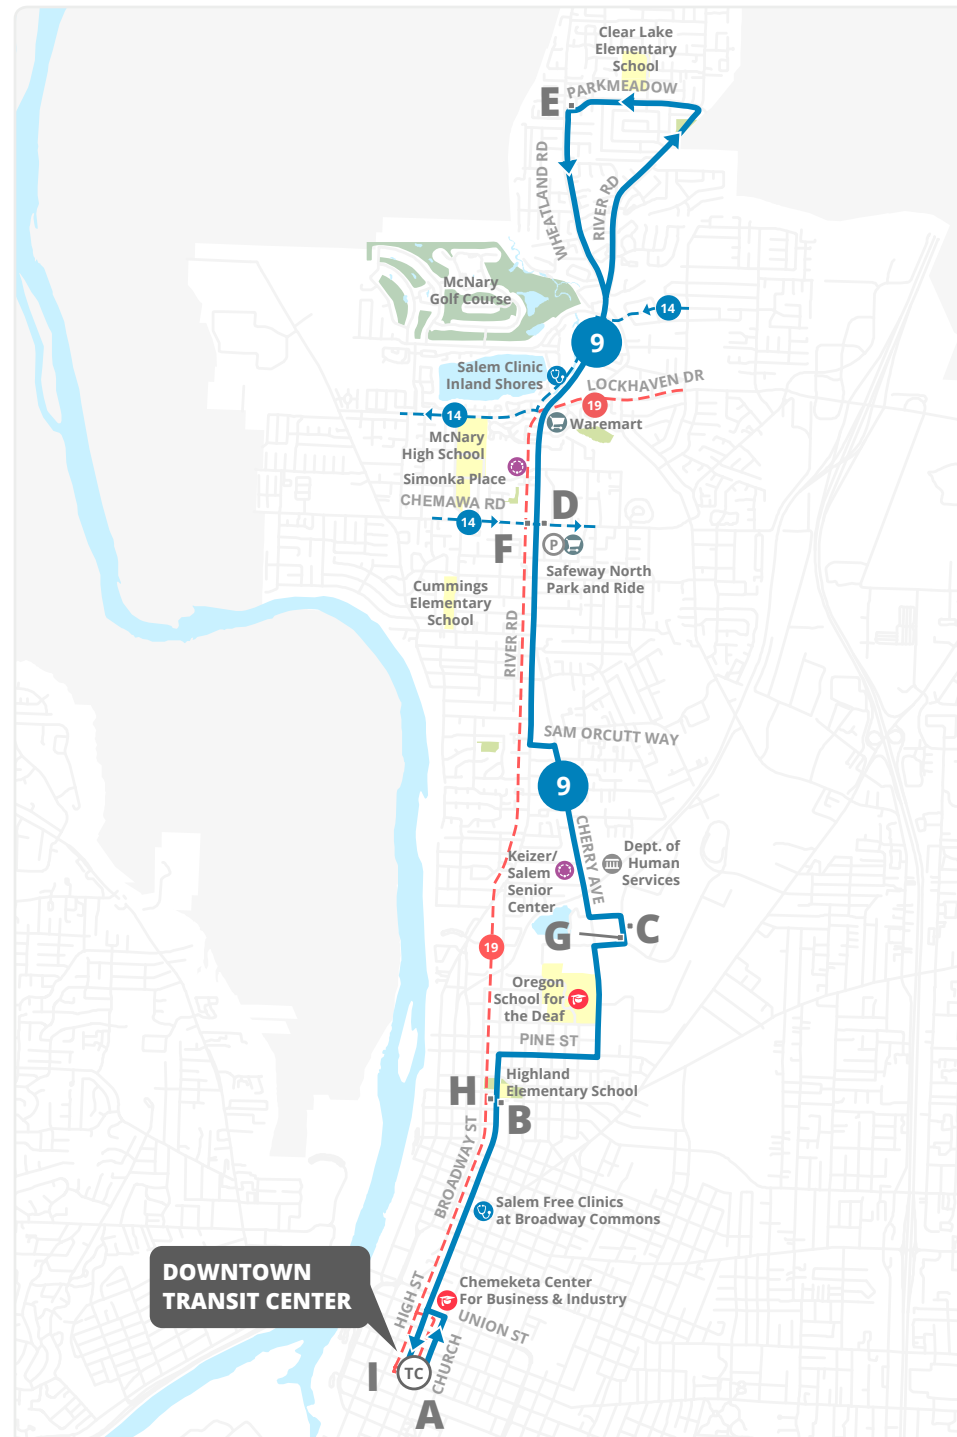 Clear Lake
Elementary
School
PARKMEADOW
E
WHEATLAND RD
RIVER RD
McNary
Golf Course
14
9
Salem Clinic
Inland Shores
LOCKHAVEN DR
19
14
Waremart
McNary
High School
Simonka Place
CHEMAWA RD
D
14
F
P
Safeway North
Park and Ride
Cummings
Elementary
School
RIVER RD
SAM ORCUTT WAY
9
CHERRY AVE
Keizer/
Salem
Senior
Center
Dept. of
Human
Services
G
C
19
Oregon
School for
the Deaf
PINE ST
Highland
Elementary School
H
B
BROADWAY ST
Salem Free Clinics
at Broadway Commons
DOWNTOWN
TRANSIT CENTER
HIGH ST
Chemeketa Center
For Business & Industry
UNION ST
CHURCH
I
TC
A